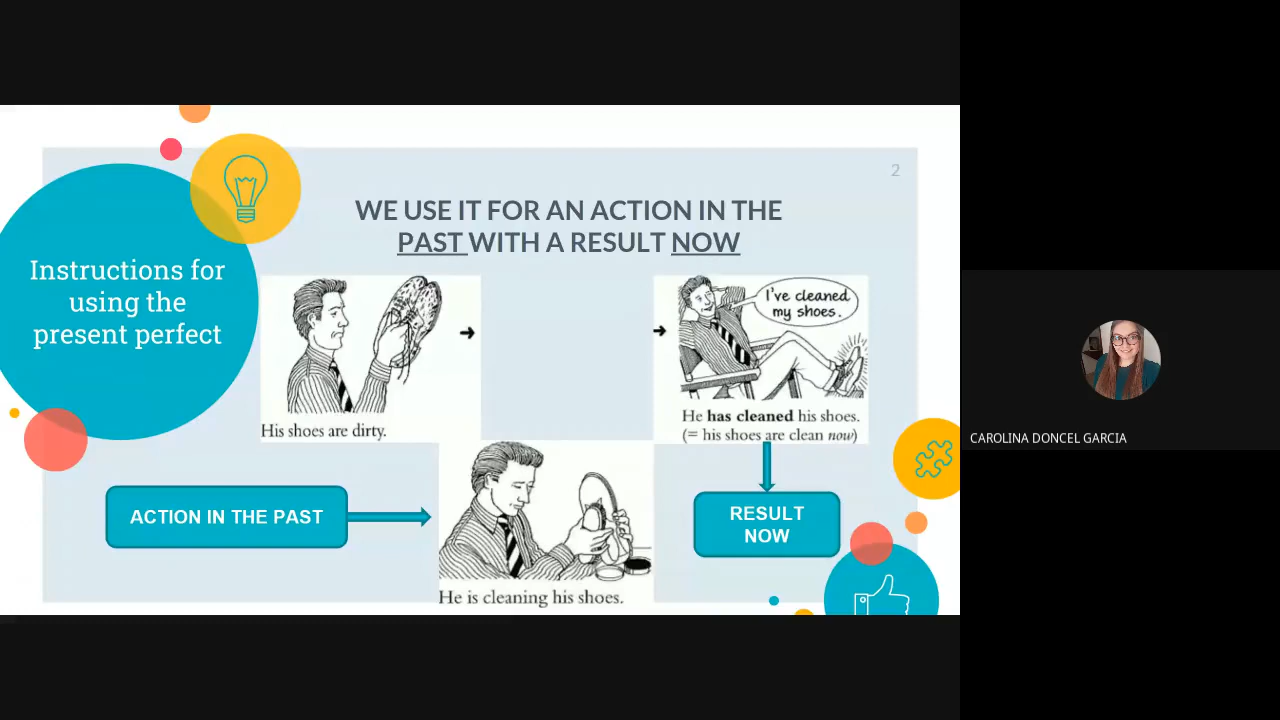 2
WE USE IT FOR AN ACTION IN THE
PAST WITH A RESULT NOW
Instructions for
using the
present perfect
I've cleaned
my shoes.
His shoes are dirty.
He has cleaned his shoes.
(= his shoes are clean now)
ACTION IN THE PAST
RESULT
NOW
He is cleaning his shoes.
CAROLINA DONCEL GARCIA